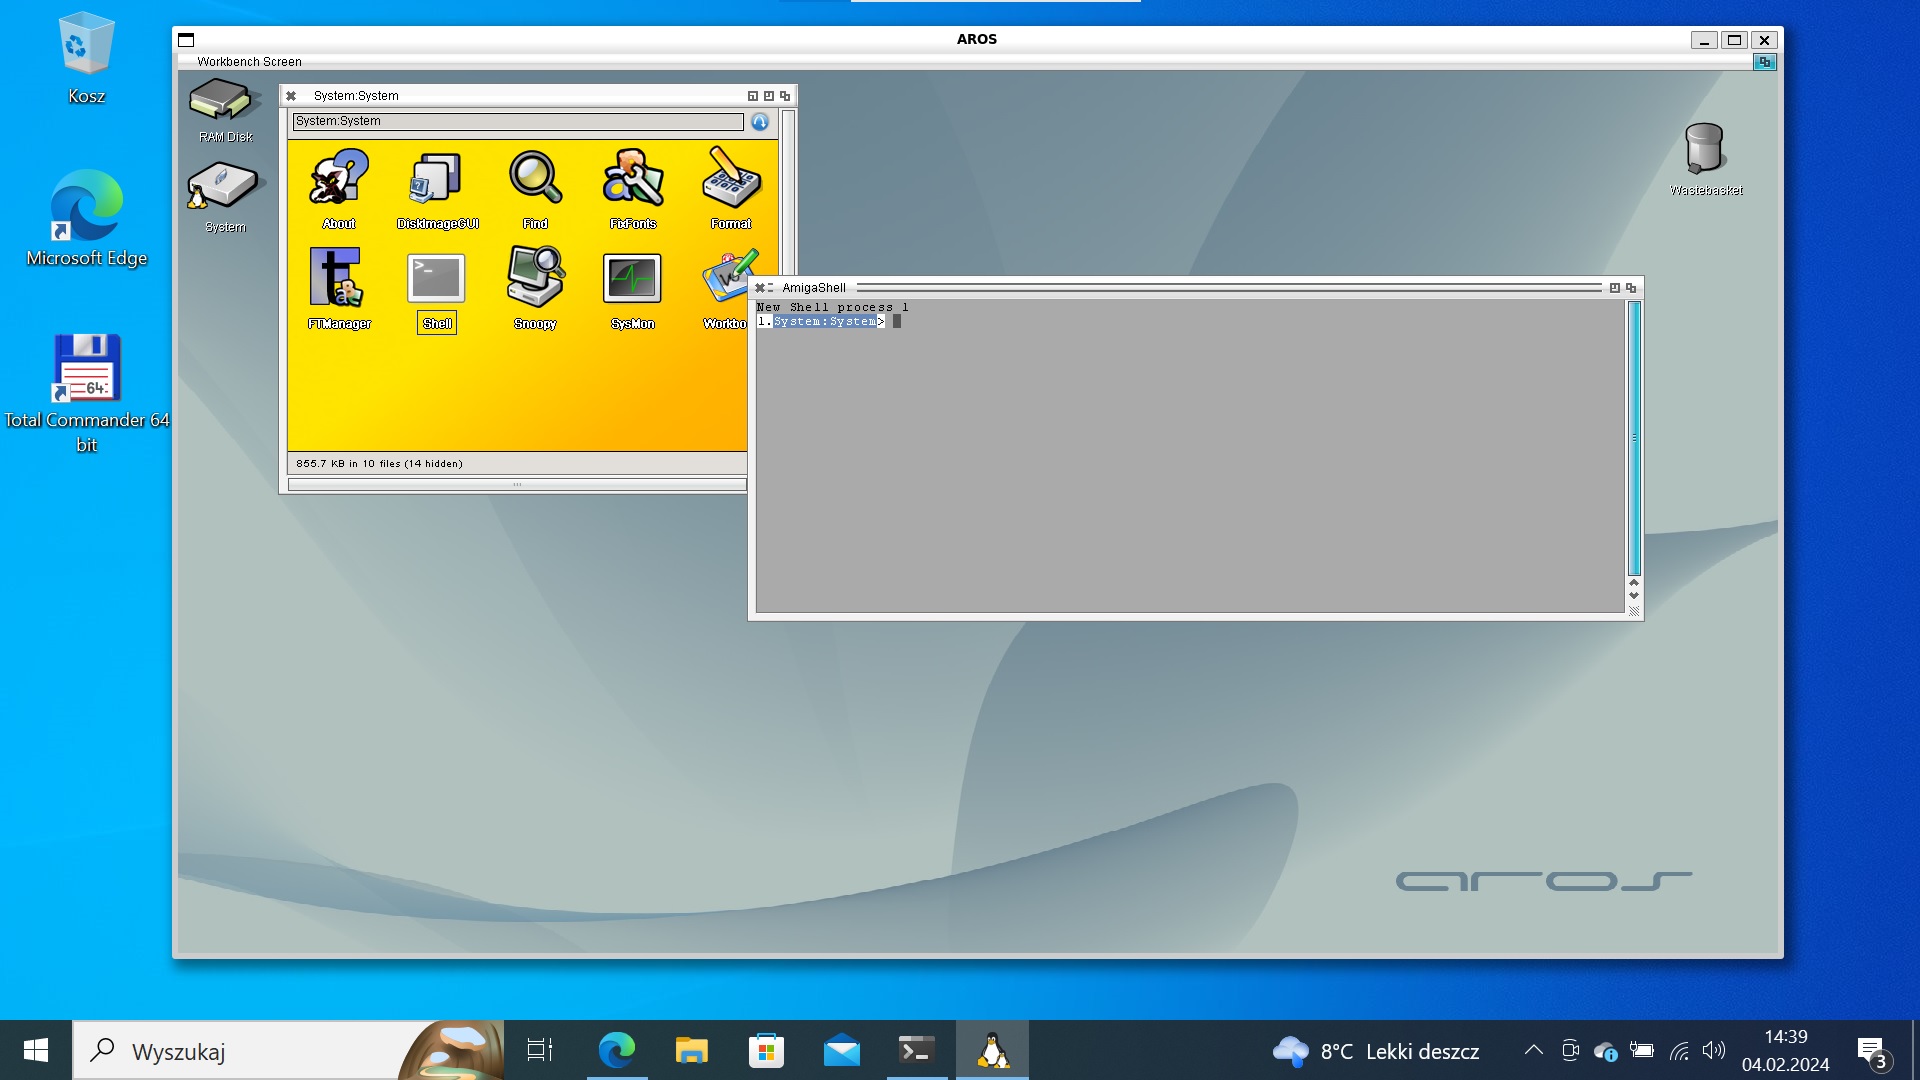 Kosz
Microsoft Edge
64
Total Commander 64
bit
AROS
Workbench Screen
RAM Disk
System
System:System
System:System
About
DiskImageGUI
Find
FixFonts
Format
FTManager
Shell
Snoopy
SysMon
Workbo
855.7 KB in 10 files (14 hidden)
AmigaShell
New Shell process 1
1.System:System>
Wastebasket
aros
Wyszukaj
8°C Lekki deszcz
14:39
04.02.2024
3